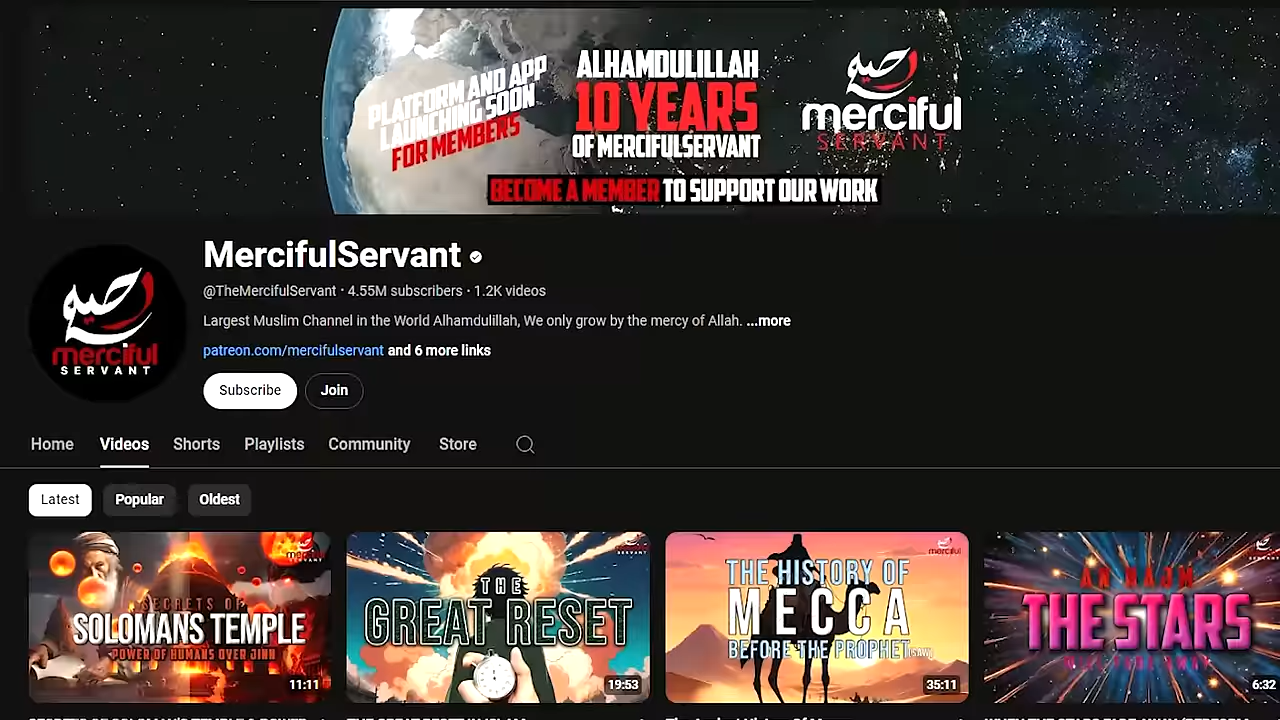 PLATFORM AND APP
LAUNCHING SOON
FOR MEMBERS
ALHAMDULILLAH
10 YEARS
OF MERCIFULSERVANT
merciful
SERVANT
BECOME A MEMBER TO SUPPORT OUR WORK
merciful
SERVANT
MercifulServant
@TheMercifulServant · 4.55M subscribers · 1.2K videos
Largest Muslim Channel in the World Alhamdulillah, We only grow by the mercy of Allah. ...more
patreon.com/mercifulservant and 6 more links
Subscribe Join
Home Videos Shorts Playlists Community Store
Latest Popular Oldest
SECRETS OF
SOLOMANS TEMPLE
POWER OF HUMANS OVER JINN
11:11
THE
GREAT RESET
19:53
merciful
THE HISTORY OF
MECCA
BEFORE THE PROPHET (SAW)
35:11
AN NAJM
THE STARS
6:32